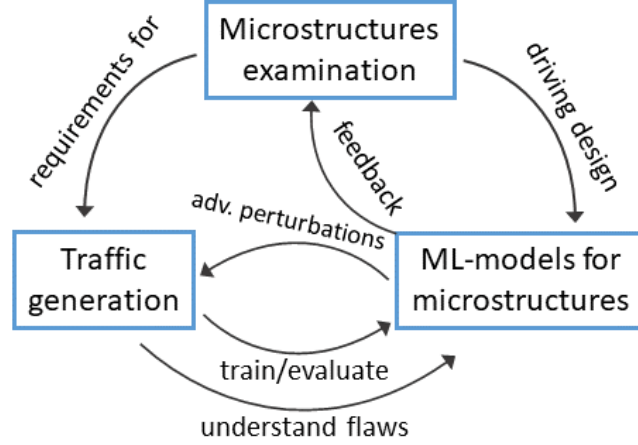 Microstructures
examination
requirements for
driving design
feedback
adv. perturbations
Traffic
generation
ML-models for
microstructures
train/evaluate
understand flaws